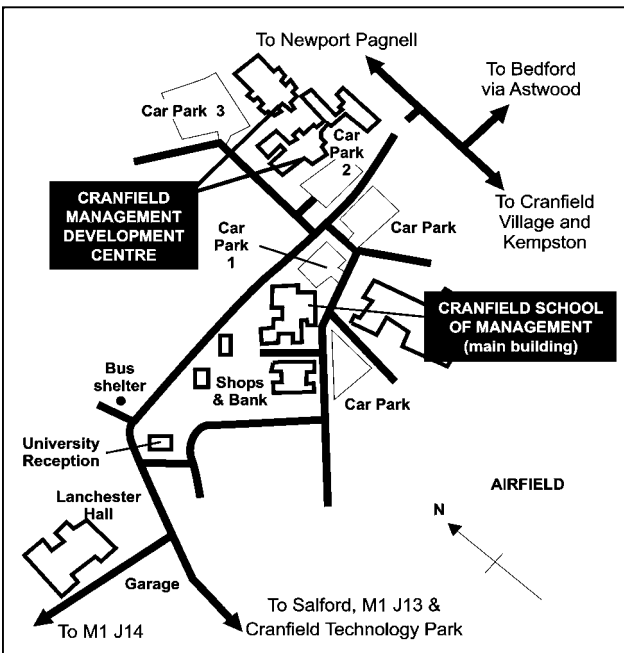 To Newport Pagnell
To Bedford
via Astwood
Car Park 3
Car
Park
2
CRANFIELD
MANAGEMENT
DEVELOPMENT
CENTRE
To Cranfield
Village and
Kempston
Car
Park
1
Car Park
CRANFIELD SCHOOL
OF MANAGEMENT
(main building)
Bus
shelter
Shops
& Bank
Car Park
University
Reception
AIRFIELD
Lanchester
Hall
N
Garage
To M1 J14
To Salford, M1 J13 &
Cranfield Technology Park